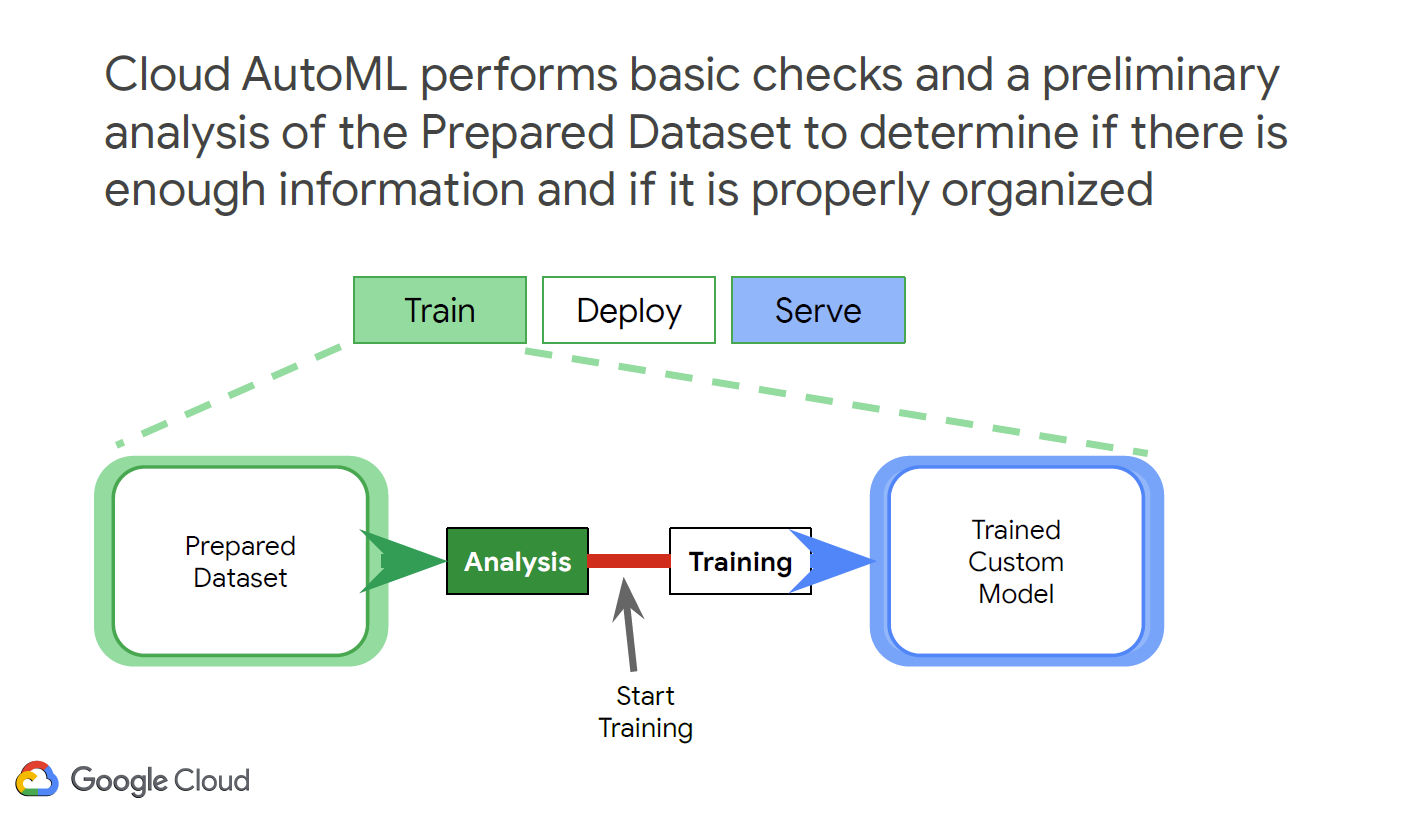 Cloud AutoML performs basic checks and a preliminary
analysis of the Prepared Dataset to determine if there is
enough information and if it is properly organized
Train
Deploy
Serve
Prepared
Dataset
Analysis
Training
Trained
Custom
Model
Start
Training
Google Cloud